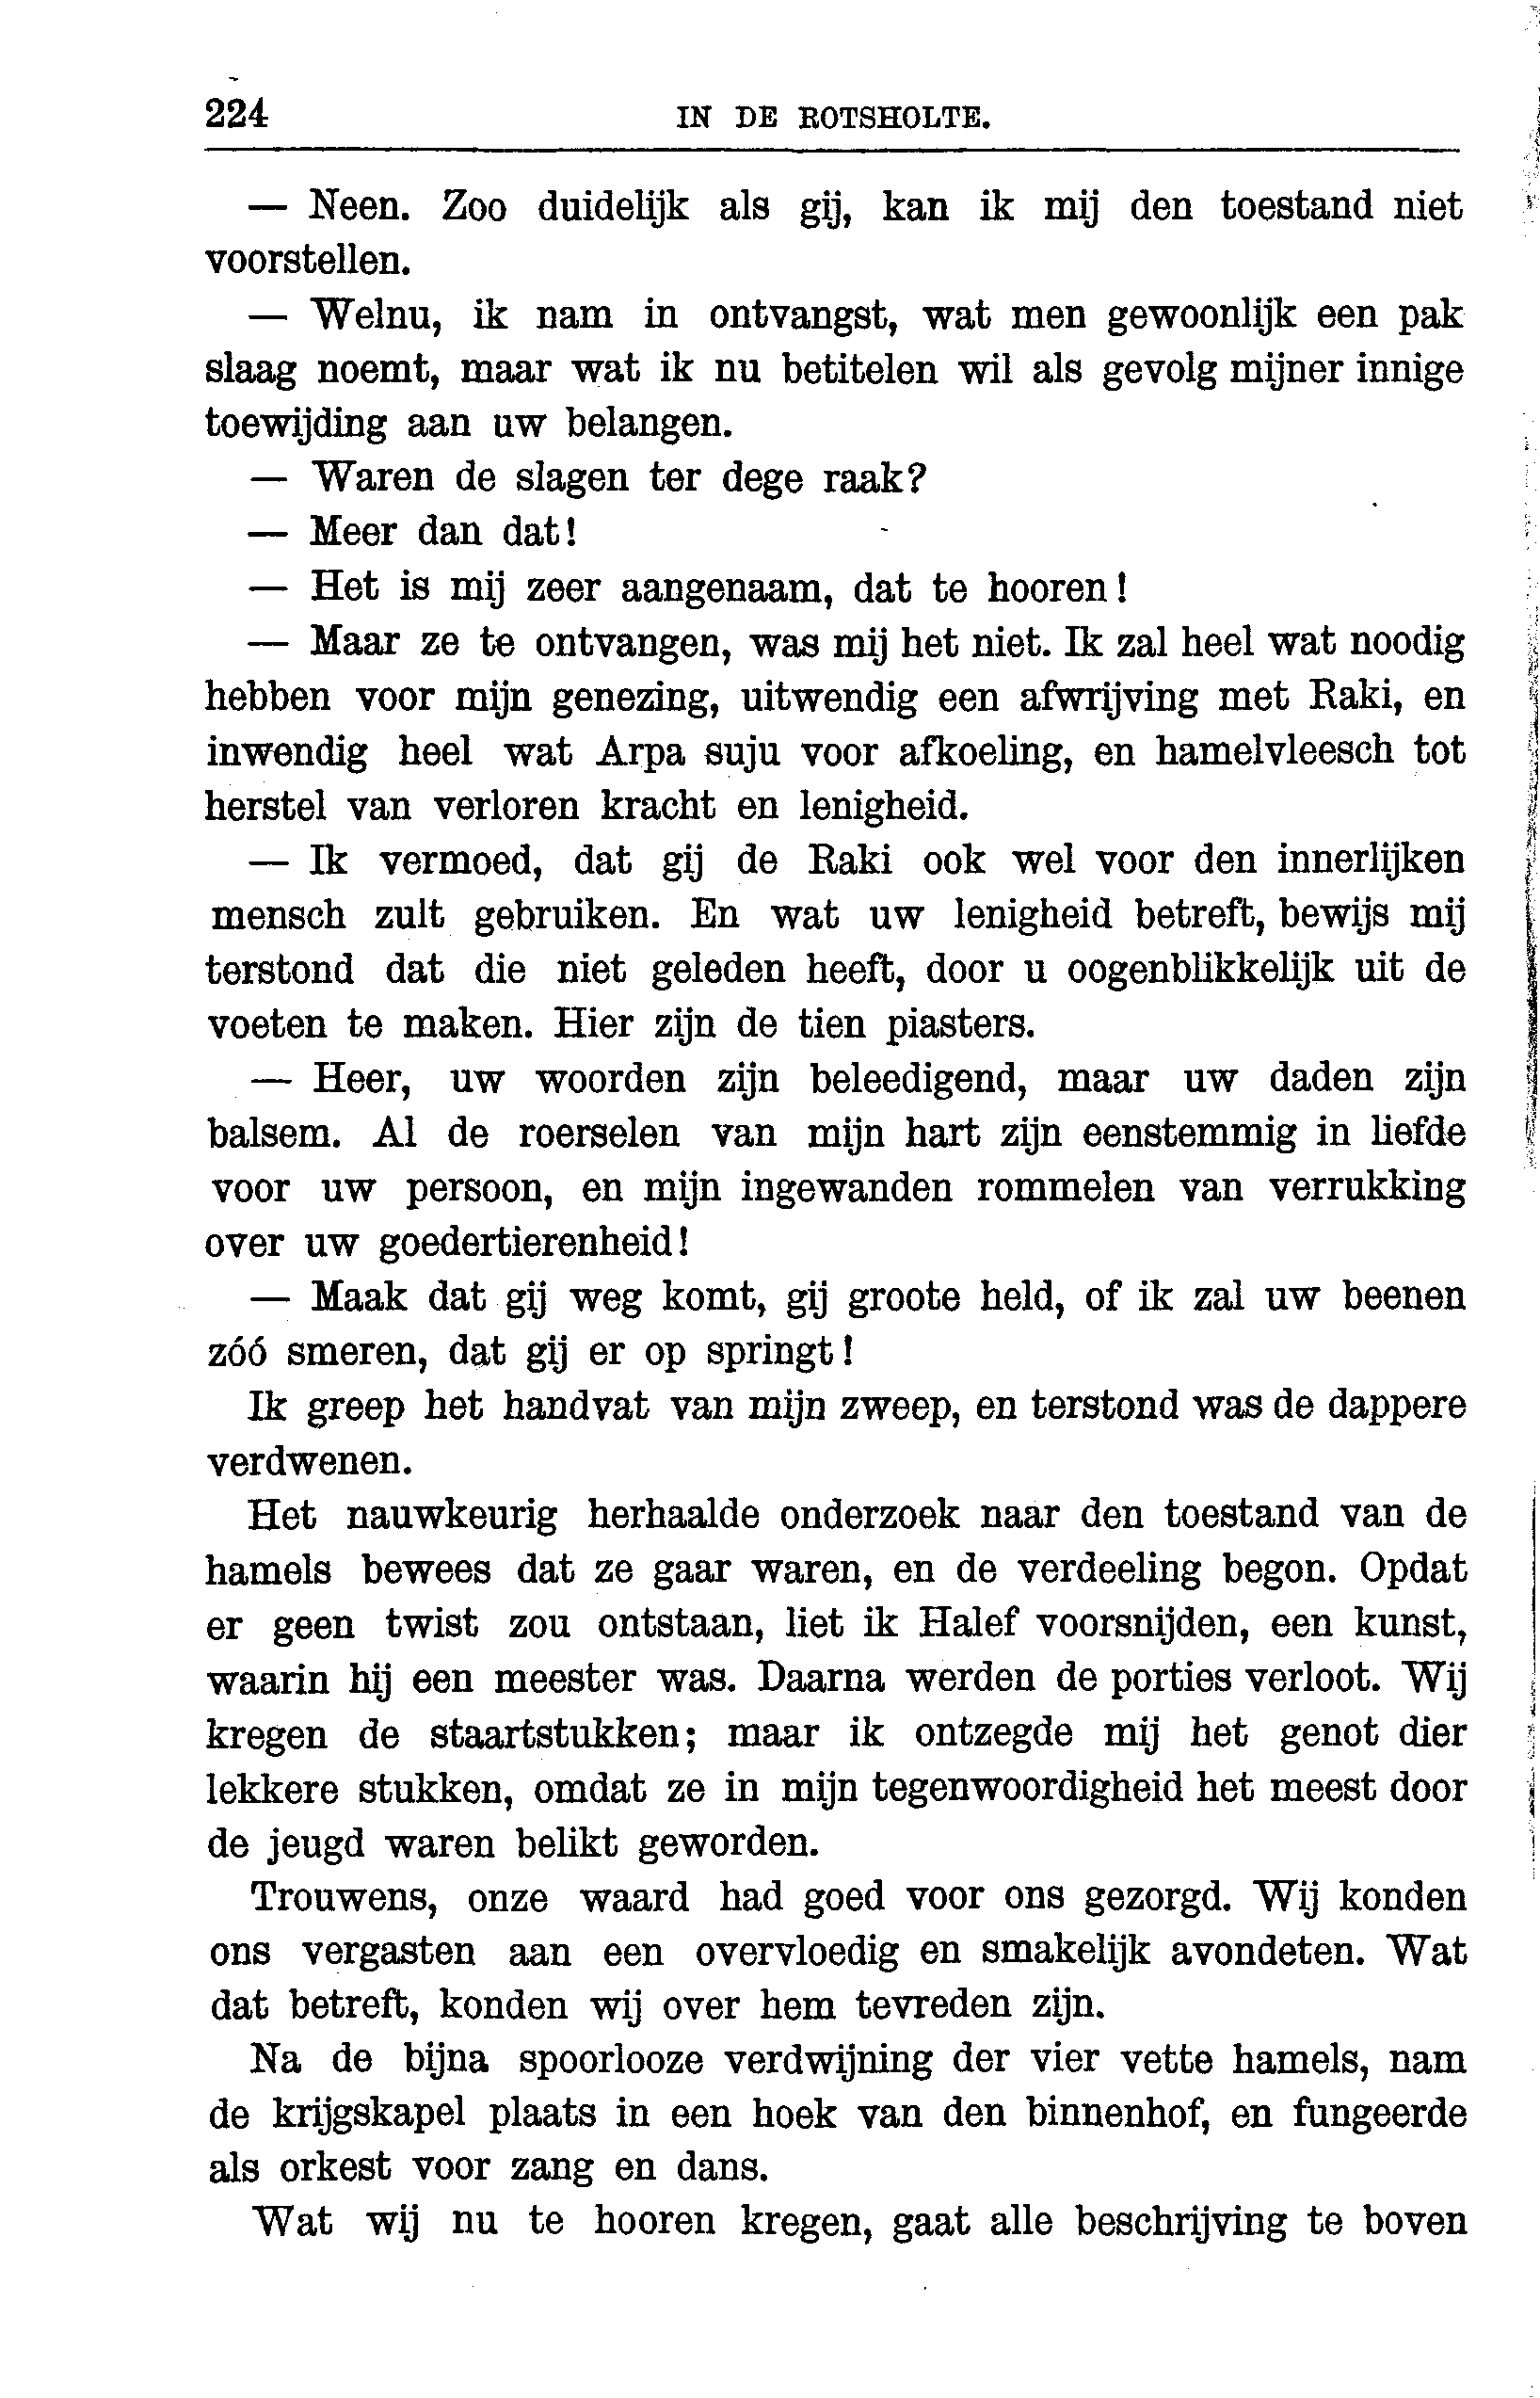 224
IN DE ROTSHOLTE.
— Neen. Zoo duidelijk als gij, kan ik mij den toestand niet
voorstellen.
— Welnu, ik nam in ontvangst, wat men gewoonlijk een pak
slaag noemt, maar wat ik nu betitelen wil als gevolg mijner innige
toewijding aan uw belangen.
— Waren de slagen ter dege raak?
— Meer dan dat!
— Het is mij zeer aangenaam, dat te hooren!
— Maar ze te ontvangen, was mij het niet. Ik zal heel wat noodig
hebben voor mijn genezing, uitwendig een afwrijving met Raki, en
inwendig heel wat Arpa suju voor afkoeling, en hamelvleesch tot
herstel van verloren kracht en lenigheid.
— Ik vermoed, dat gij de Raki ook wel voor den innerlijken
mensch zult gebruiken. En wat uw lenigheid betreft, bewijs mij
terstond dat die niet geleden heeft, door u oogenblikkelijk uit de
voeten te maken. Hier zijn de tien piasters.
— Heer, uw woorden zijn beleedigend, maar uw daden zijn
balsem. Al de roerselen van mijn hart zijn eenstemmig in liefde
voor uw persoon, en mijn ingewanden rommelen van verrukking
over uw goedertierenheid!
— Maak dat gij weg komt, gij groote held, of ik zal uw beenen
zóó smeren, dat gij er op springt!
Ik greep het handvat van mijn zweep, en terstond was de dappere
verdwenen.
Het nauwkeurig herhaalde onderzoek naar den toestand van de
hamels bewees dat ze gaar waren, en de verdeeling begon. Opdat
er geen twist zou ontstaan, liet ik Halef voorsnijden, een kunst,
waarin hij een meester was. Daarna werden de porties verloot. Wij
kregen de staartstukken; maar ik ontzegde mij het genot dier
lekkere stukken, omdat ze in mijn tegenwoordigheid het meest door
de jeugd waren belikt geworden.
Trouwens, onze waard had goed voor ons gezorgd. Wij konden
ons vergasten aan een overvloedig en smakelijk avondeten. Wat
dat betreft, konden wij over hem tevreden zijn.
Na de bijna spoorlooze verdwijning der vier vette hamels, nam
de krijgskapel plaats in een hoek van den binnenhof, en fungeerde
als orkest voor zang en dans.
Wat wij nu te hooren kregen, gaat alle beschrijving te boven